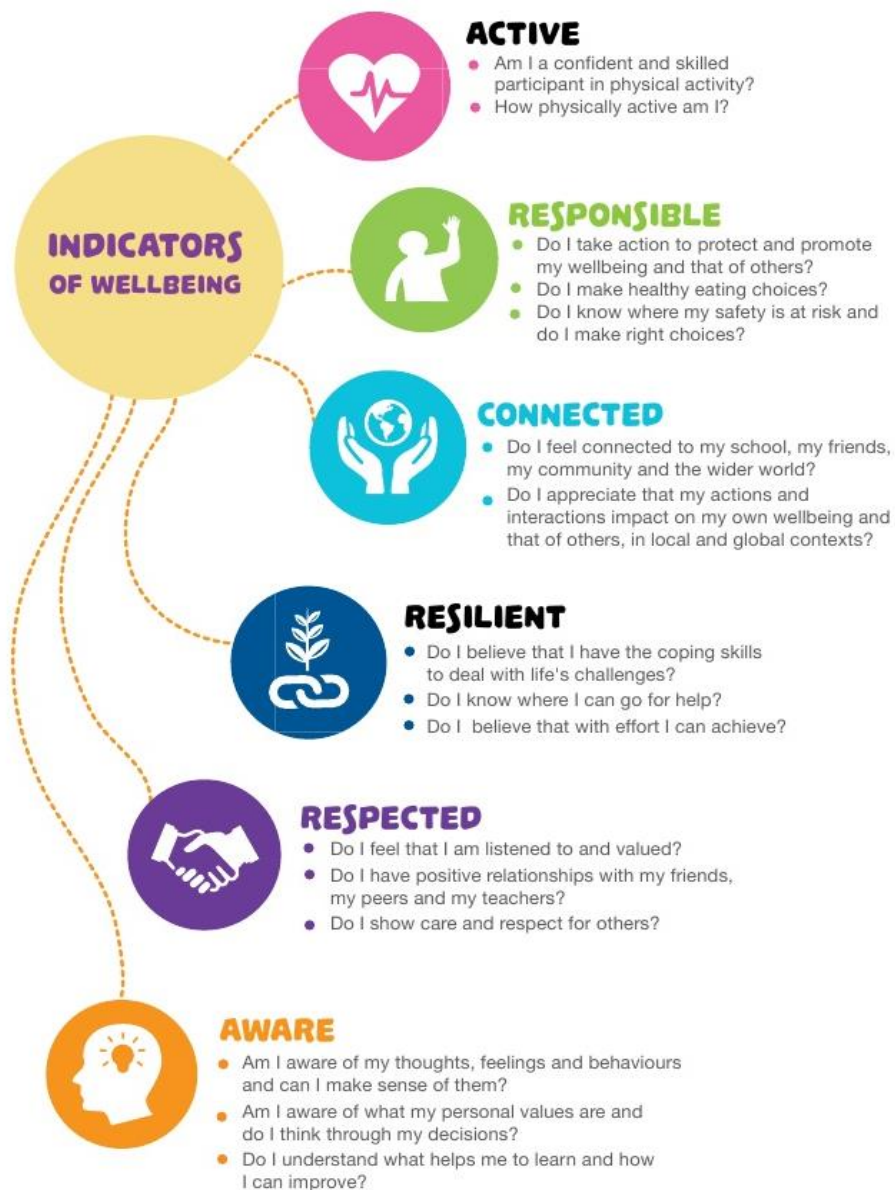 INDICATORS
OF WELLBEING
ACTIVE
Am I a confident and skilled
participant in physical activity?
How physically active am I?
RESPONSIBLE
Do I take action to protect and promote
my wellbeing and that of others?
Do I make healthy eating choices?
Do I know where my safety is at risk and
do I make right choices?
CONNECTED
Do I feel connected to my school, my friends,
my community and the wider world?
Do I appreciate that my actions and
interactions impact on my own wellbeing and
that of others, in local and global contexts?
RESILIENT
Do I believe that I have the coping skills
to deal with life's challenges?
Do I know where I can go for help?
Do I believe that with effort I can achieve?
RESPECTED
Do I feel that I am listened to and valued?
Do I have positive relationships with my friends,
my peers and my teachers?
Do I show care and respect for others?
AWARE
Am I aware of my thoughts, feelings and behaviours
and can I make sense of them?
Am I aware of what my personal values are and
do I think through my decisions?
Do I understand what helps me to learn and how
I can improve?